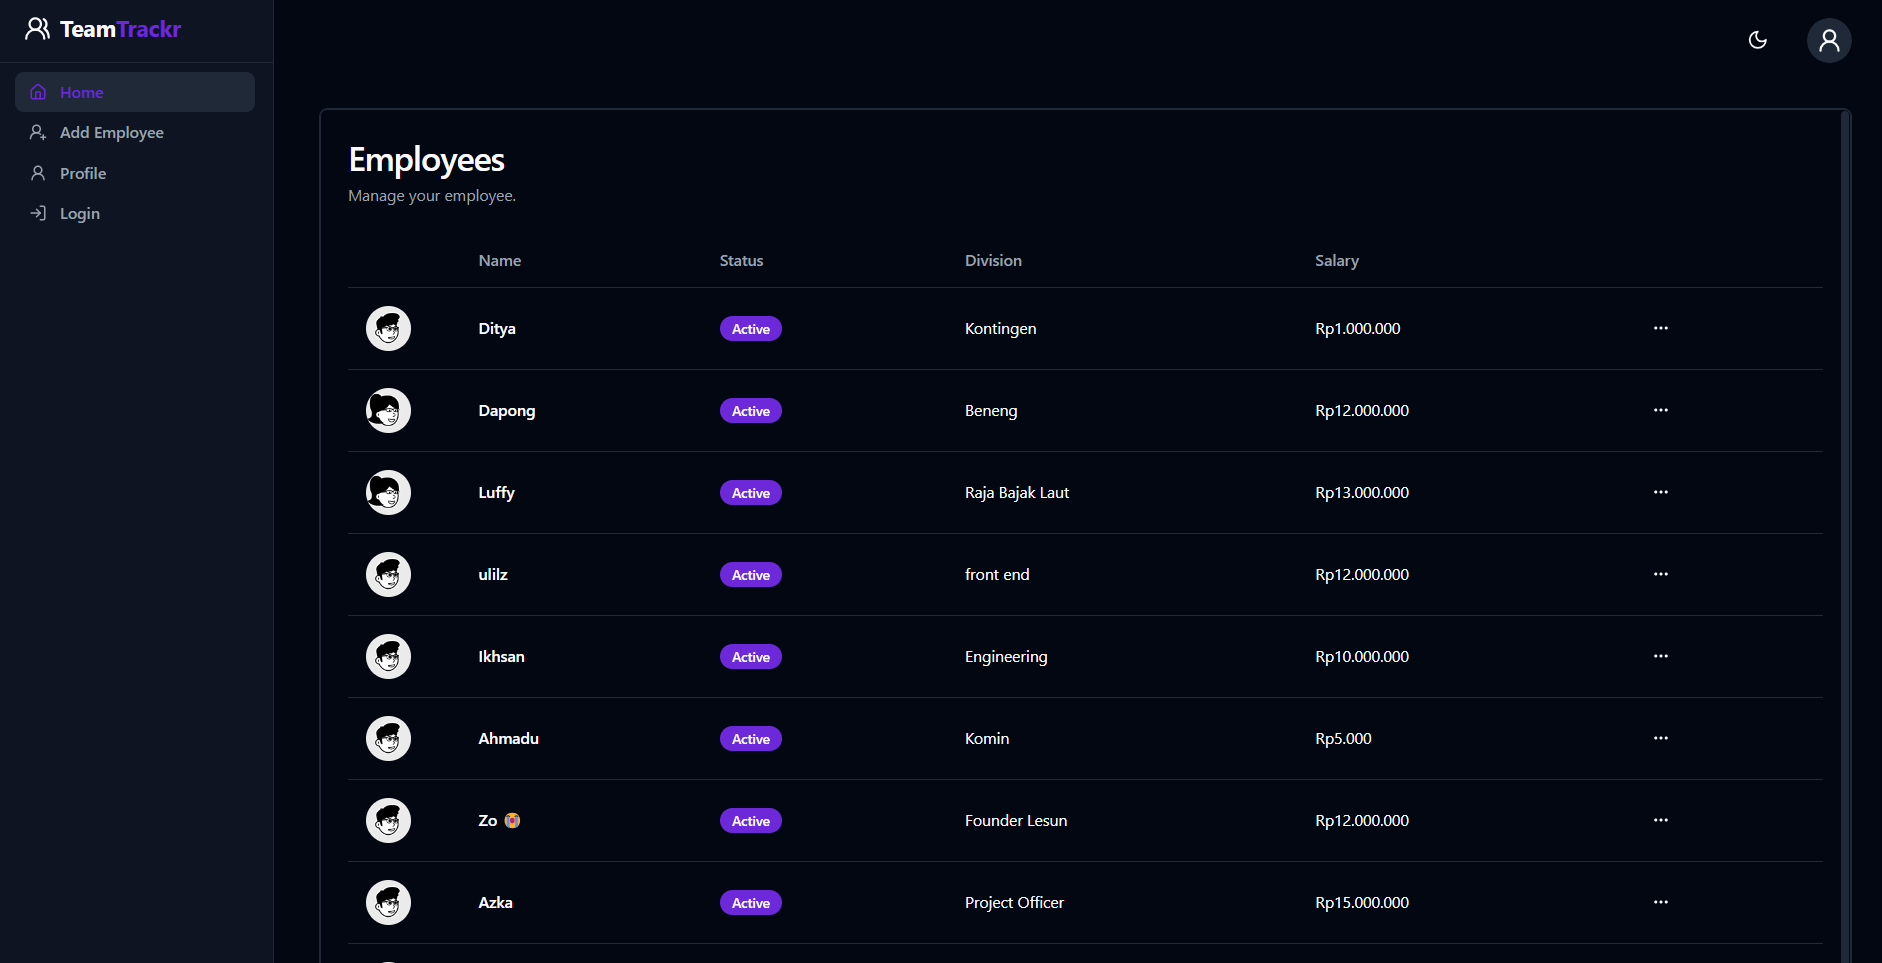 TeamTrackr
Home
Add Employee
Profile
Login
Employees
Manage your employee.
Name Status Division Salary
Ditya Active Kontingen Rp1.000.000
Dapong Active Beneng Rp12.000.000
Luffy Active Raja Bajak Laut Rp13.000.000
ulilz Active front end Rp12.000.000
Ikhsan Active Engineering Rp10.000.000
Ahmadu Active Komin Rp5.000
Zo 😭 Active Founder Lesun Rp12.000.000
Azka Active Project Officer Rp15.000.000